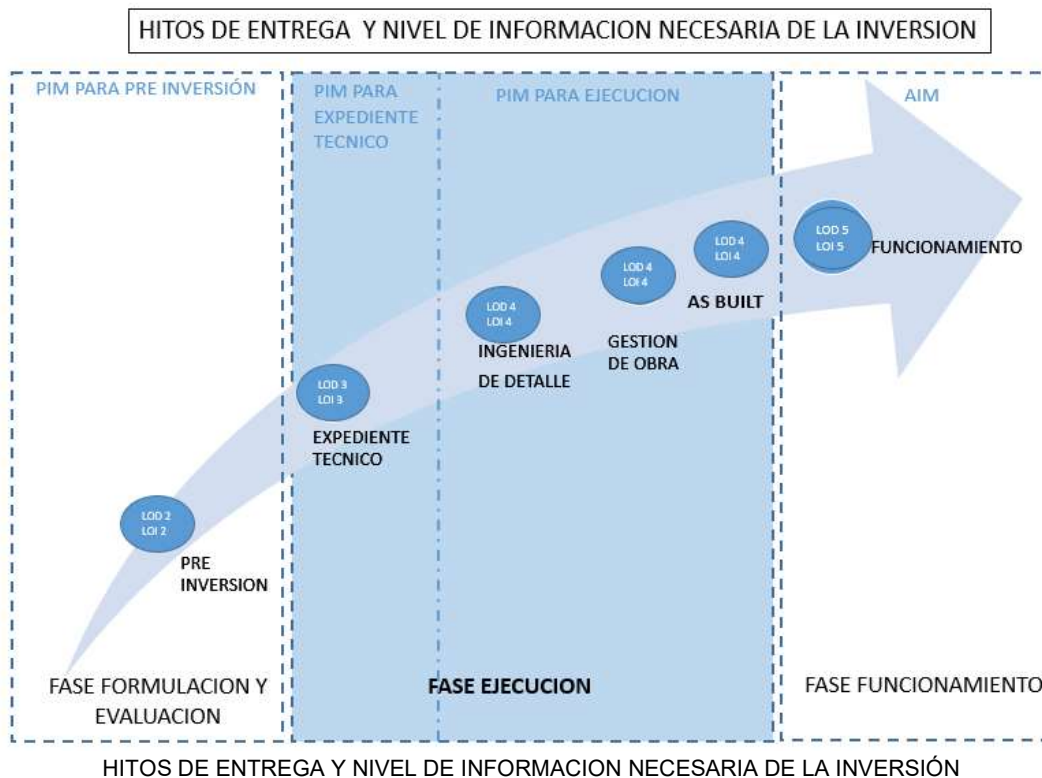 HITOS DE ENTREGA Y NIVEL DE INFORMACION NECESARIA DE LA INVERSION
PIM PARA PRE INVERSIÓN
PIM PARA
EXPEDIENTE
TECNICO
PIM PARA EJECUCION
AIM
LOD 2
LOI 2
PRE
INVERSION
LOD 3
LOI 3
EXPEDIENTE
TECNICO
LOD 4
LOI 4
INGENIERIA
DE DETALLE
LOD 4
LOI 4
GESTION
DE OBRA
LOD 4
LOI 4
AS BUILT
LOD 5
LOI 5
FUNCIONAMIENTO
FASE FORMULACION Y
EVALUACION
FASE EJECUCION
FASE FUNCIONAMIENTO
HITOS DE ENTREGA Y NIVEL DE INFORMACION NECESARIA DE LA INVERSIÓN